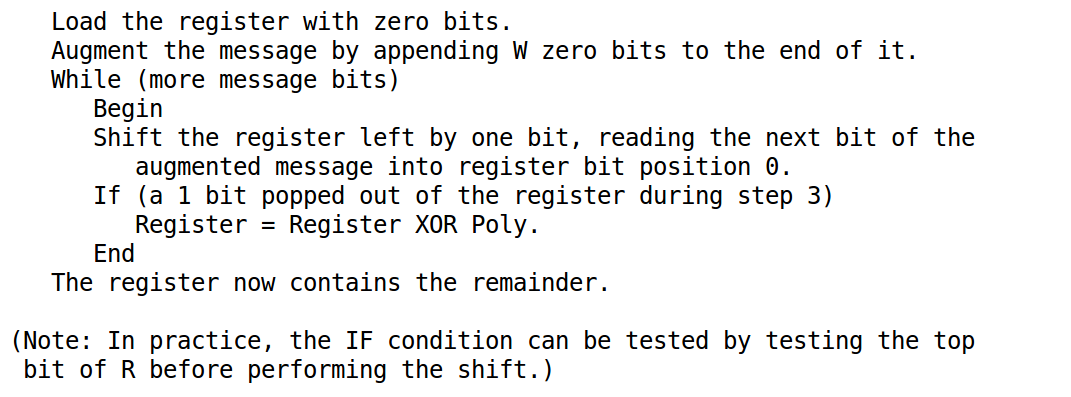 Load the register with zero bits.
Augment the message by appending W zero bits to the end of it.
While (more message bits)
Begin
Shift the register left by one bit, reading the next bit of the
augmented message into register bit position 0.
If (a 1 bit popped out of the register during step 3)
Register = Register XOR Poly.
End
The register now contains the remainder.
(Note: In practice, the IF condition can be tested by testing the top
bit of R before performing the shift.)